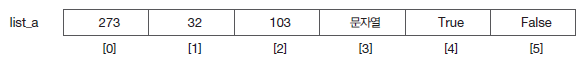 list_a 273 32 103 문자열 True False
[0] [1] [2] [3] [4] [5]